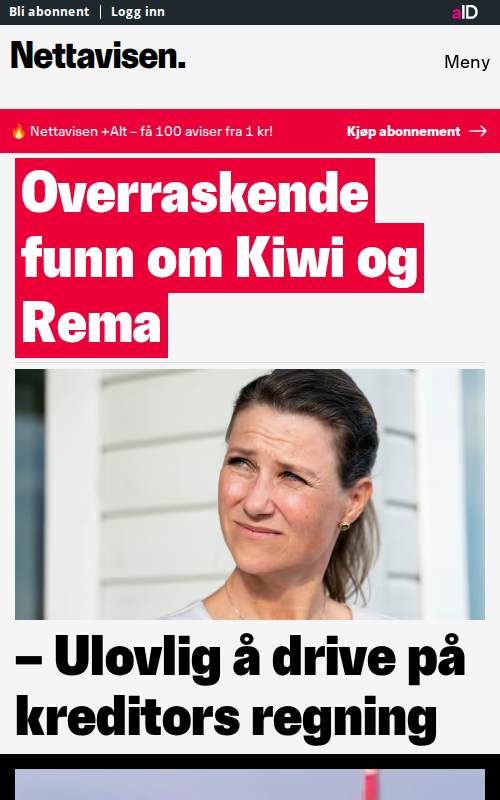 Bli abonnent | Logg inn
aID
Nettavisen.
Meny
🔥 Nettavisen +Alt – få 100 aviser fra 1 kr!
Kjøp abonnement →
Overraskende
funn om Kiwi og
Rema
– Ulovlig å drive på
kreditors regning